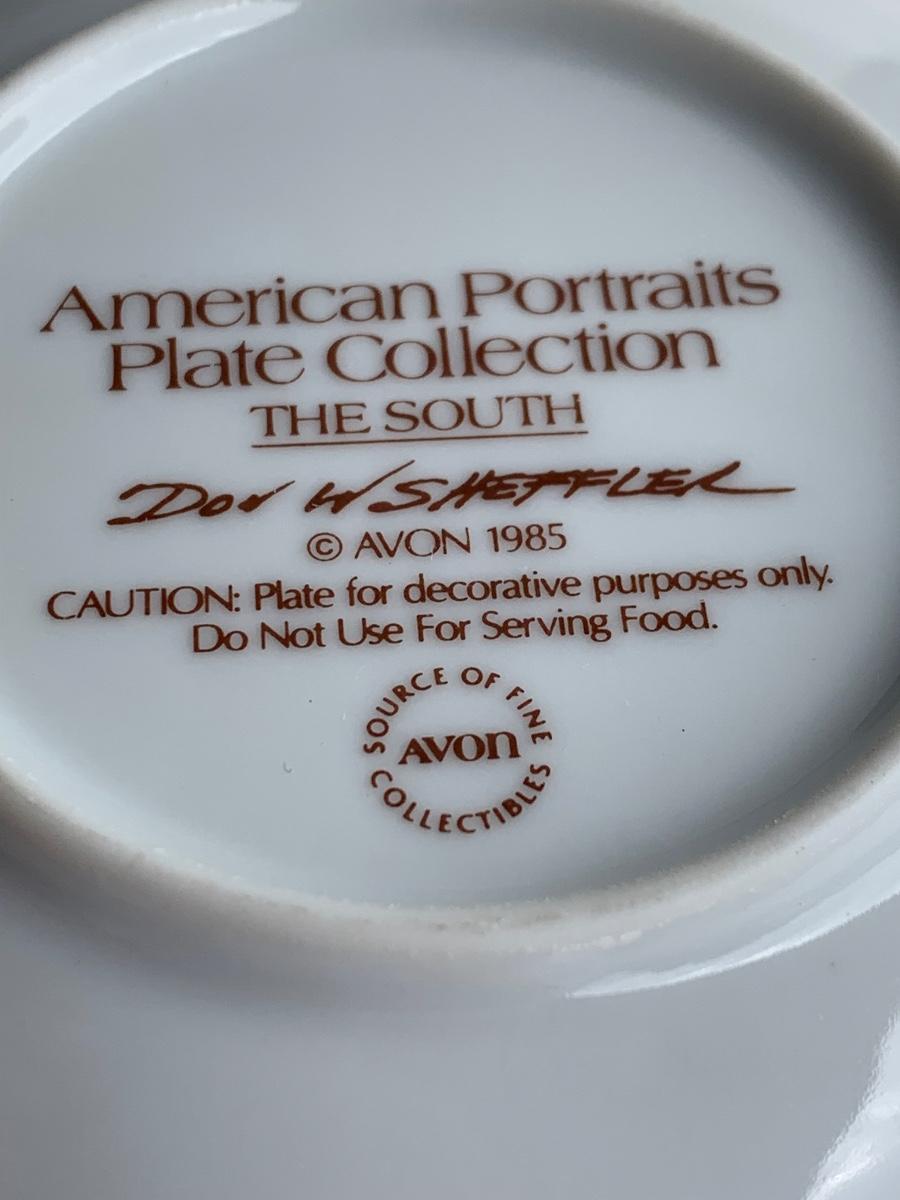 American Portraits
Plate Collection
THE SOUTH
Don W Sheffler
© AVON 1985
CAUTION: Plate for decorative purposes only.
Do Not Use For Serving Food.
SOURCE OF FINE
AVON
COLLECTIBLES